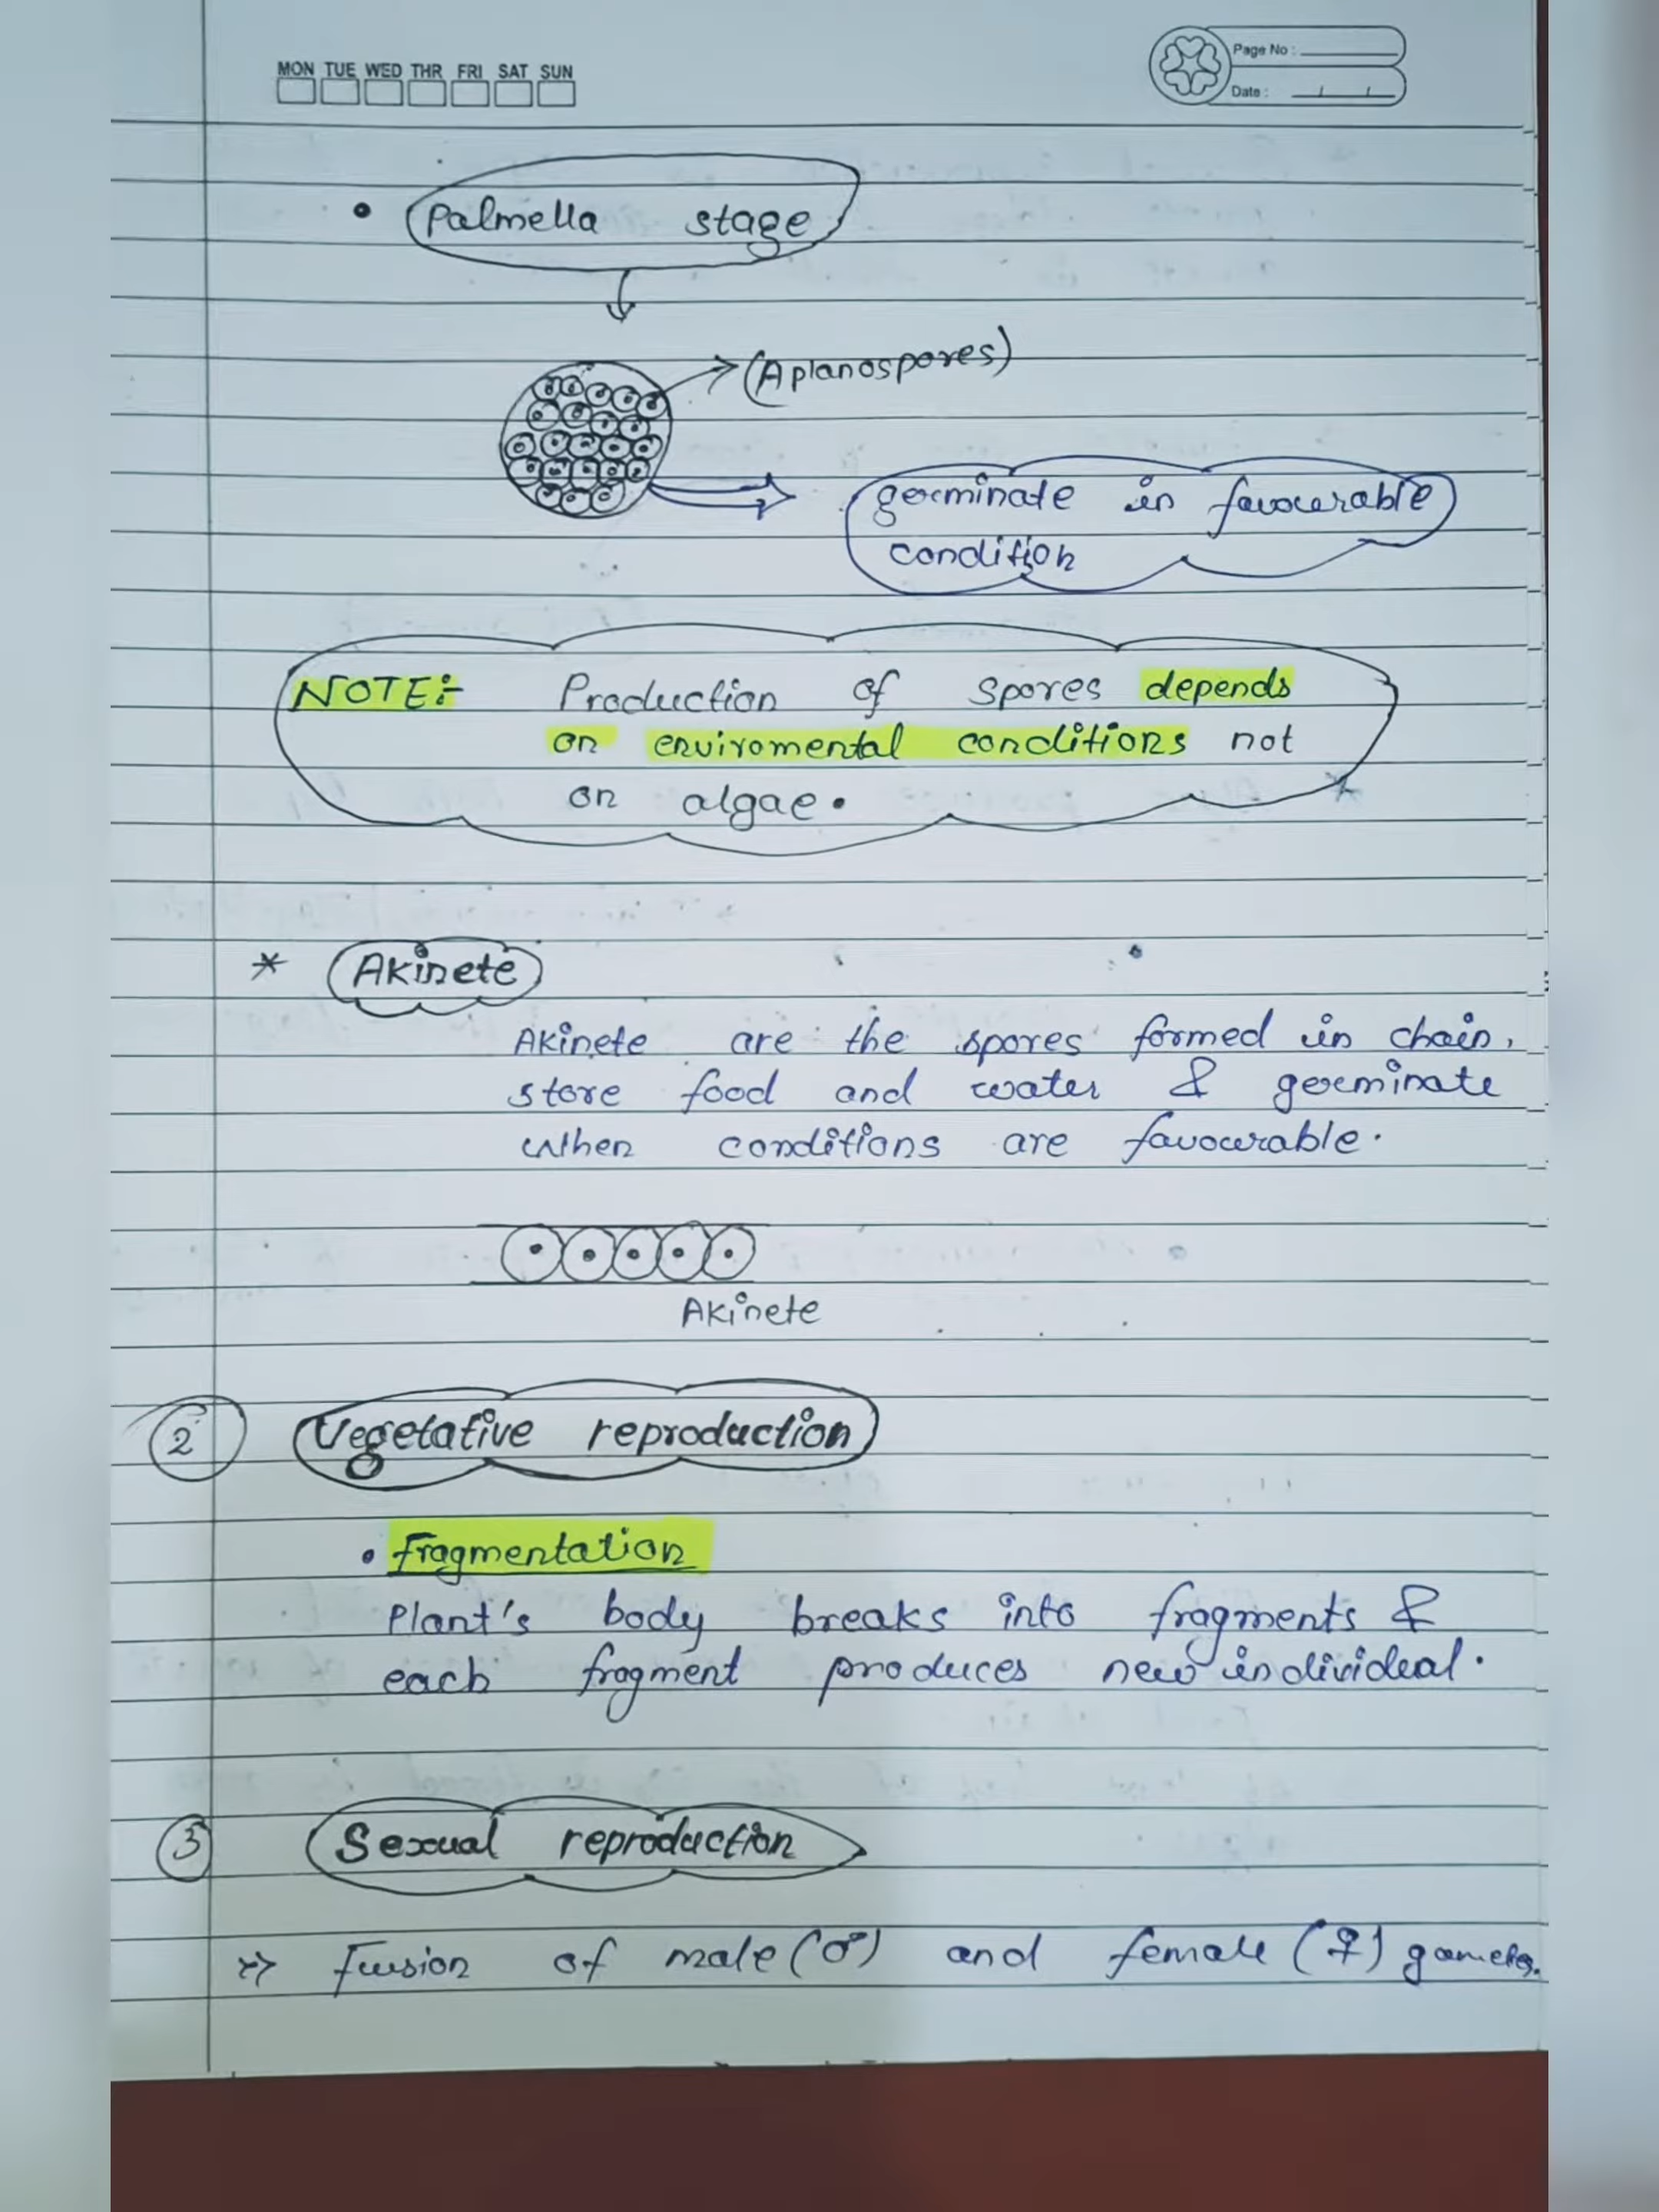 MON TUE WED THR FRI SAT SUN
Page No :
Date :
• Palmella stage
(Aplanospores)
germinate in favourable
condition
NOTE:- Production of spores depends
on enviromental conditions not
on algae.
* Akinete
Akinete are the spores formed in chain,
store food and water & germinate
when conditions are favourable.
Akinete
2 Vegetative reproduction
• Fragmentation
Plant's body breaks into fragments &
each fragment produces new individual.
3 Sexual reproduction
Fusion of male (♂) and female (♀) gametes.